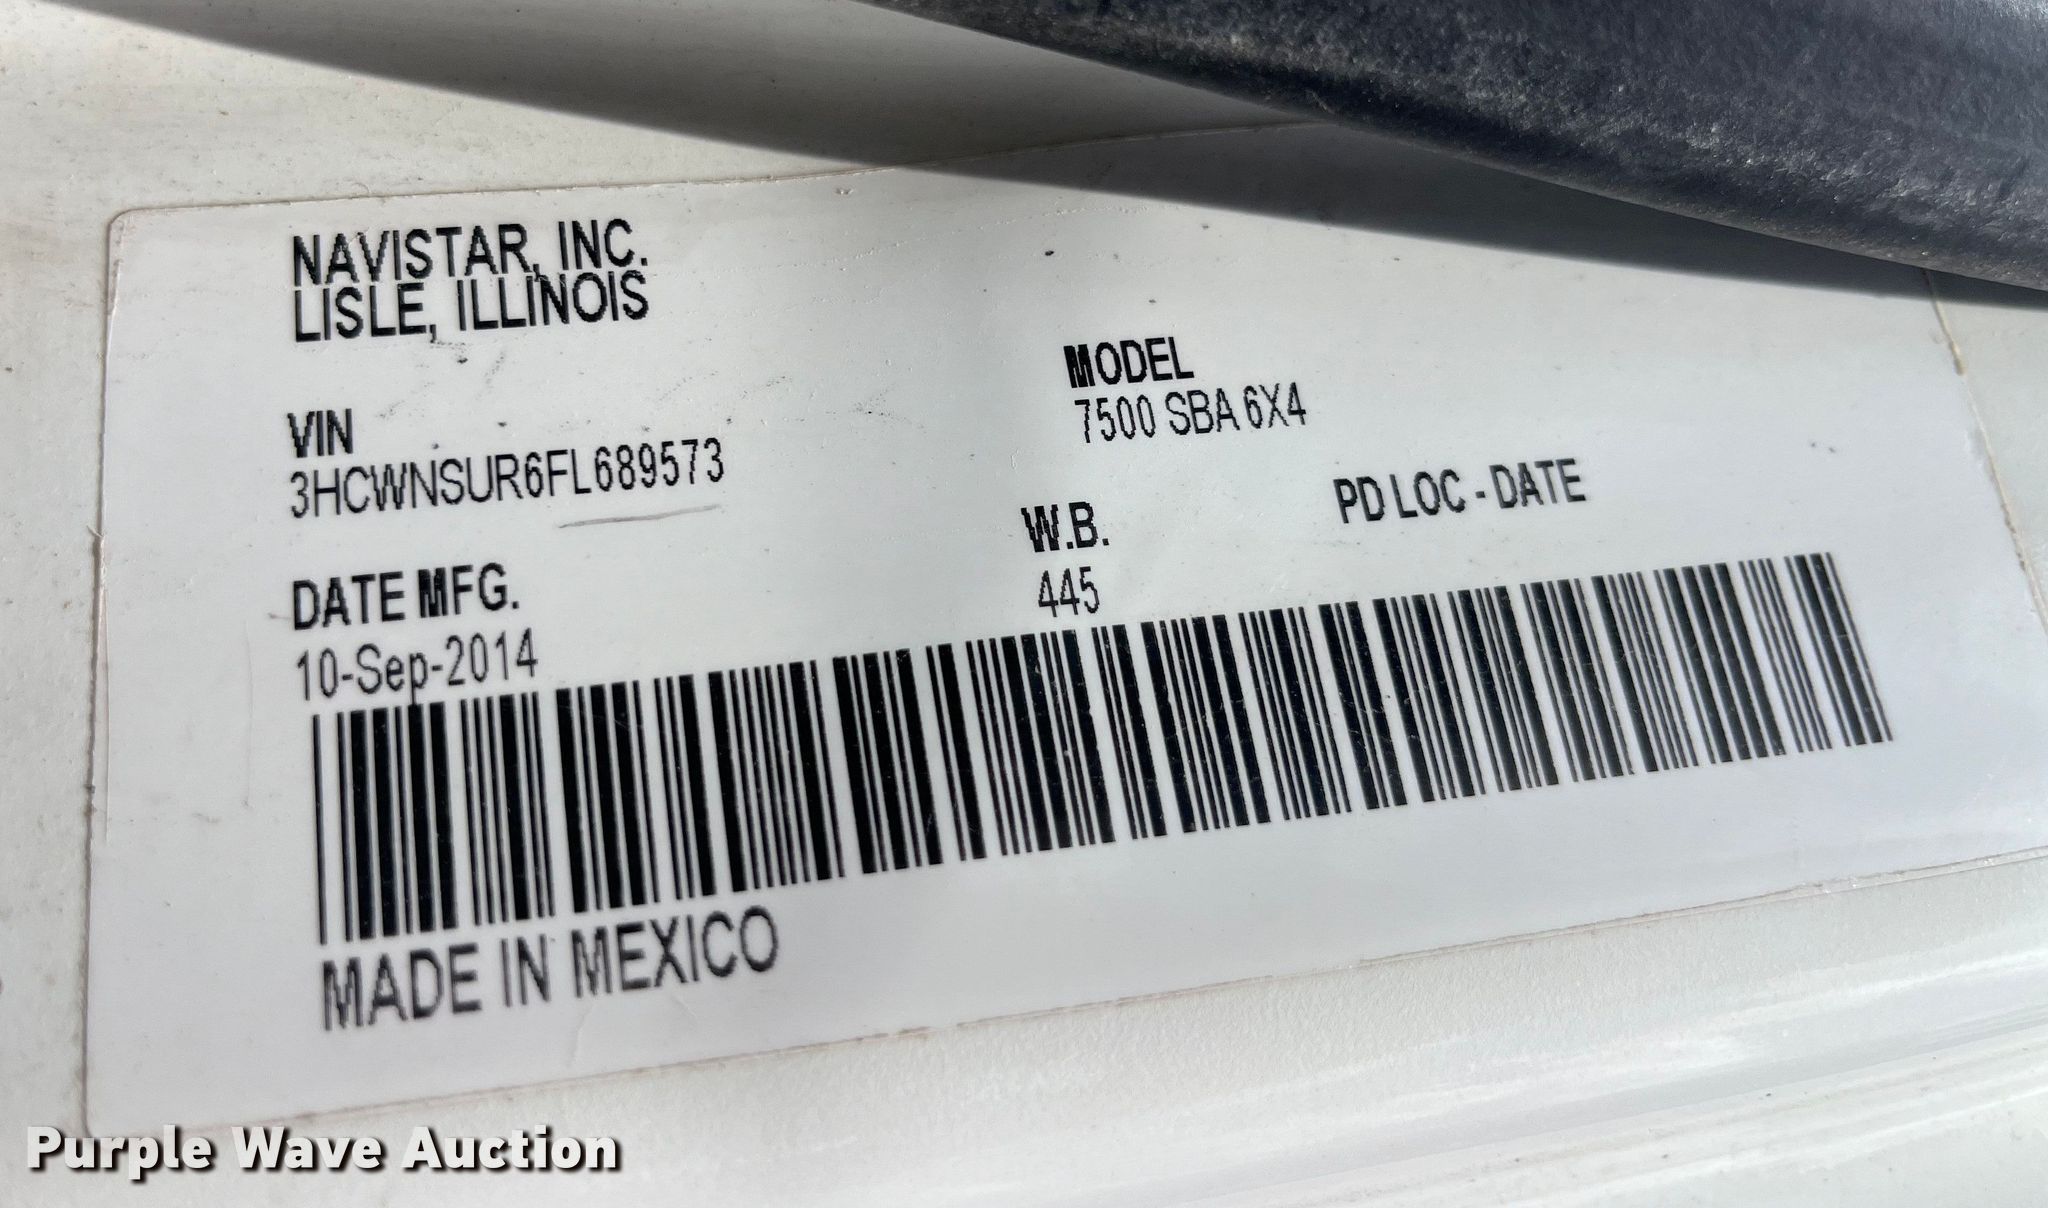 NAVISTAR, INC.
LISLE, ILLINOIS
VIN
3HCWNSUR6FL689573
MODEL
7500 SBA 6X4
DATE MFG.
10-Sep-2014
W.B.
445
PD LOC - DATE
MADE IN MEXICO
Purple Wave Auction